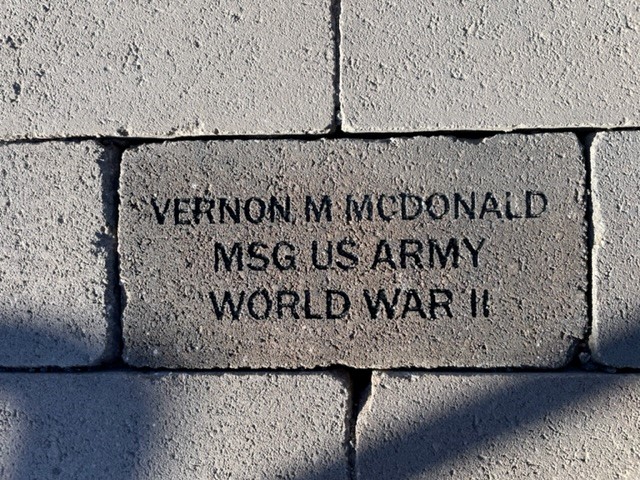 VERNON M MCDONALD
MSG US ARMY
WORLD WAR II